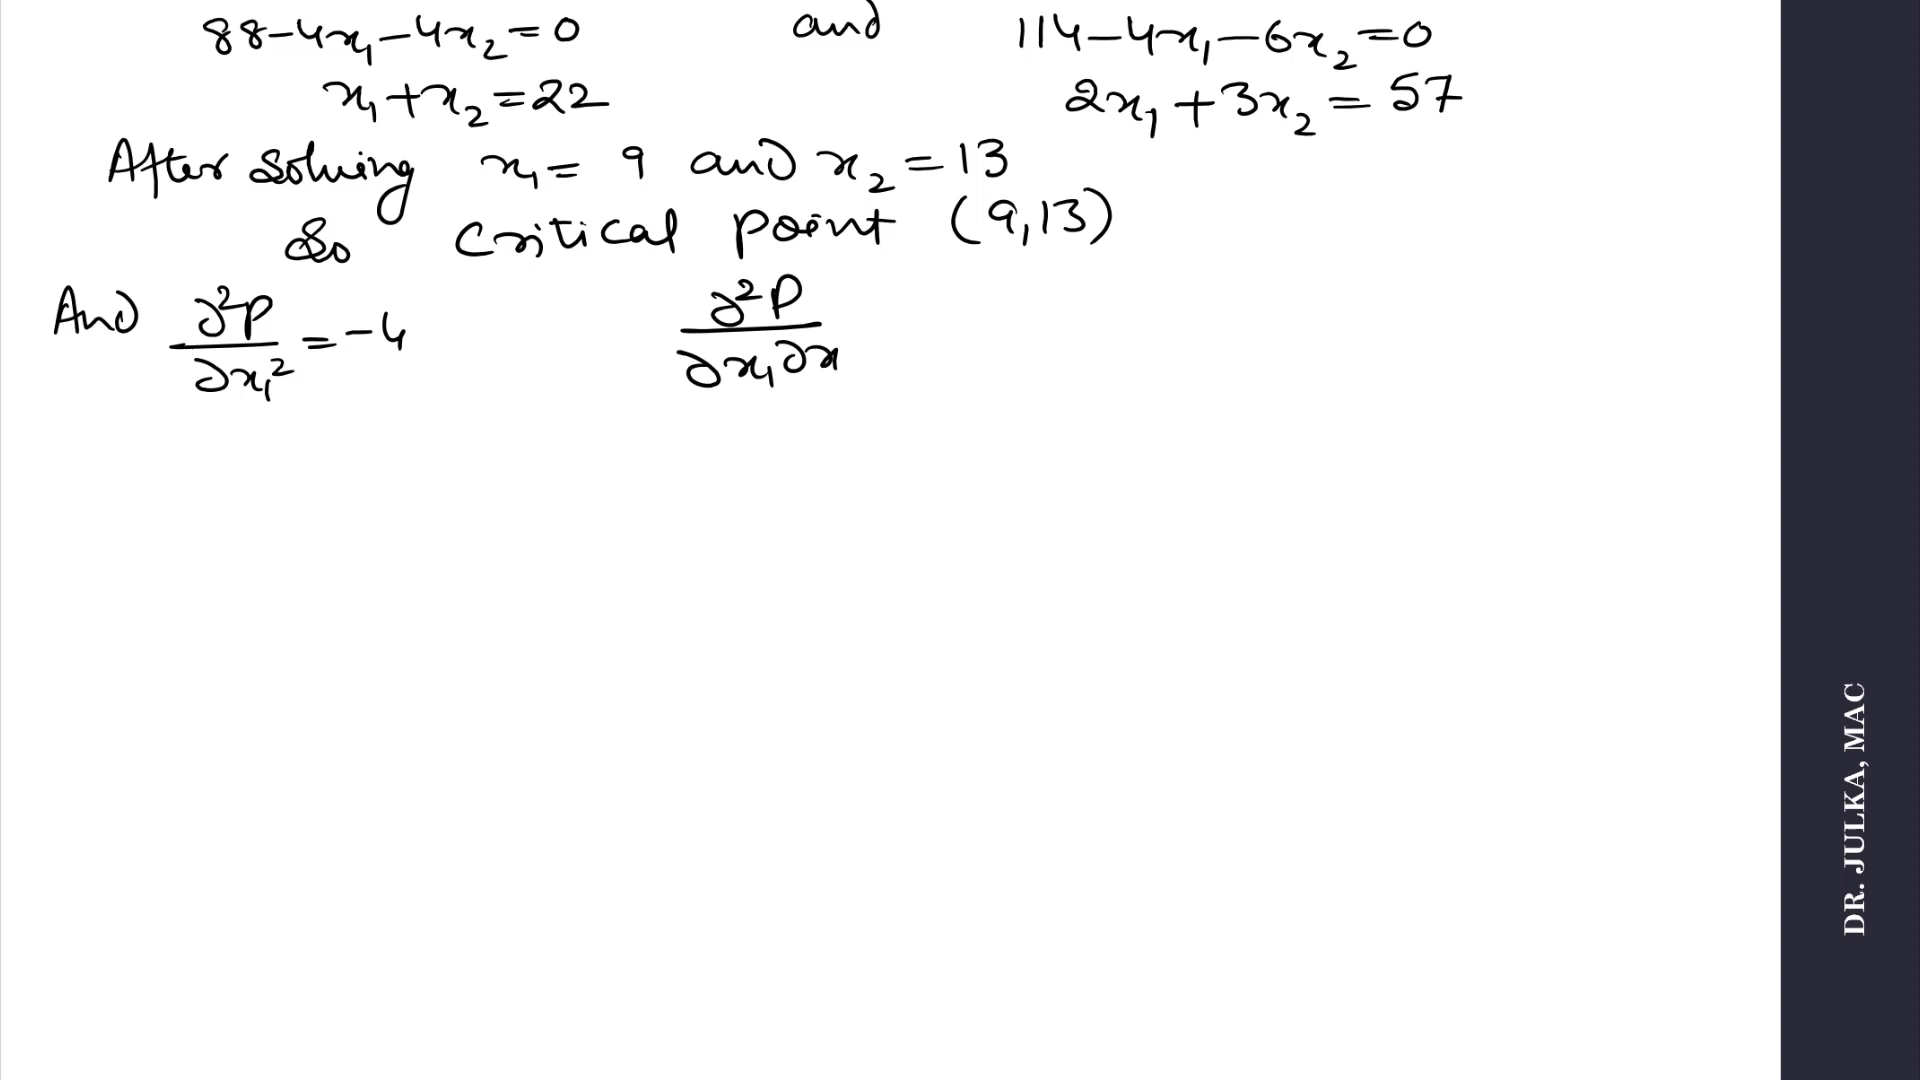 88-4x₁-4x₂=0 and 114-4x₁-6x₂=0
x₁+x₂=22 2x₁+3x₂=57
After solving x₁= 9 and x₂=13
So critical point (9,13)
And ∂²P/∂x₁² = -4 ∂²P/∂x₁∂x
DR. JULKA, MAC